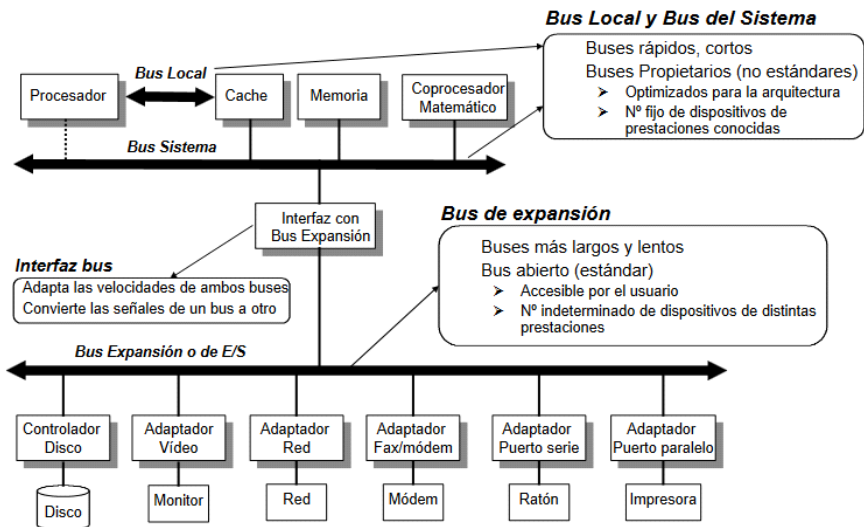 Bus Local y Bus del Sistema
Buses rápidos, cortos
Buses Propietarios (no estándares)
➤ Optimizados para la arquitectura
➤ Nº fijo de dispositivos de
prestaciones conocidas
Bus Local
Procesador
Cache
Memoria
Coprocesador
Matemático
Bus Sistema
Interfaz con
Bus Expansión
Bus de expansión
Buses más largos y lentos
Bus abierto (estándar)
➤ Accesible por el usuario
➤ Nº indeterminado de dispositivos de distintas
prestaciones
Interfaz bus
Adapta las velocidades de ambos buses
Convierte las señales de un bus a otro
Bus Expansión o de E/S
Controlador
Disco
Adaptador
Vídeo
Adaptador
Red
Adaptador
Fax/módem
Adaptador
Puerto serie
Adaptador
Puerto paralelo
Disco
Monitor
Red
Módem
Ratón
Impresora